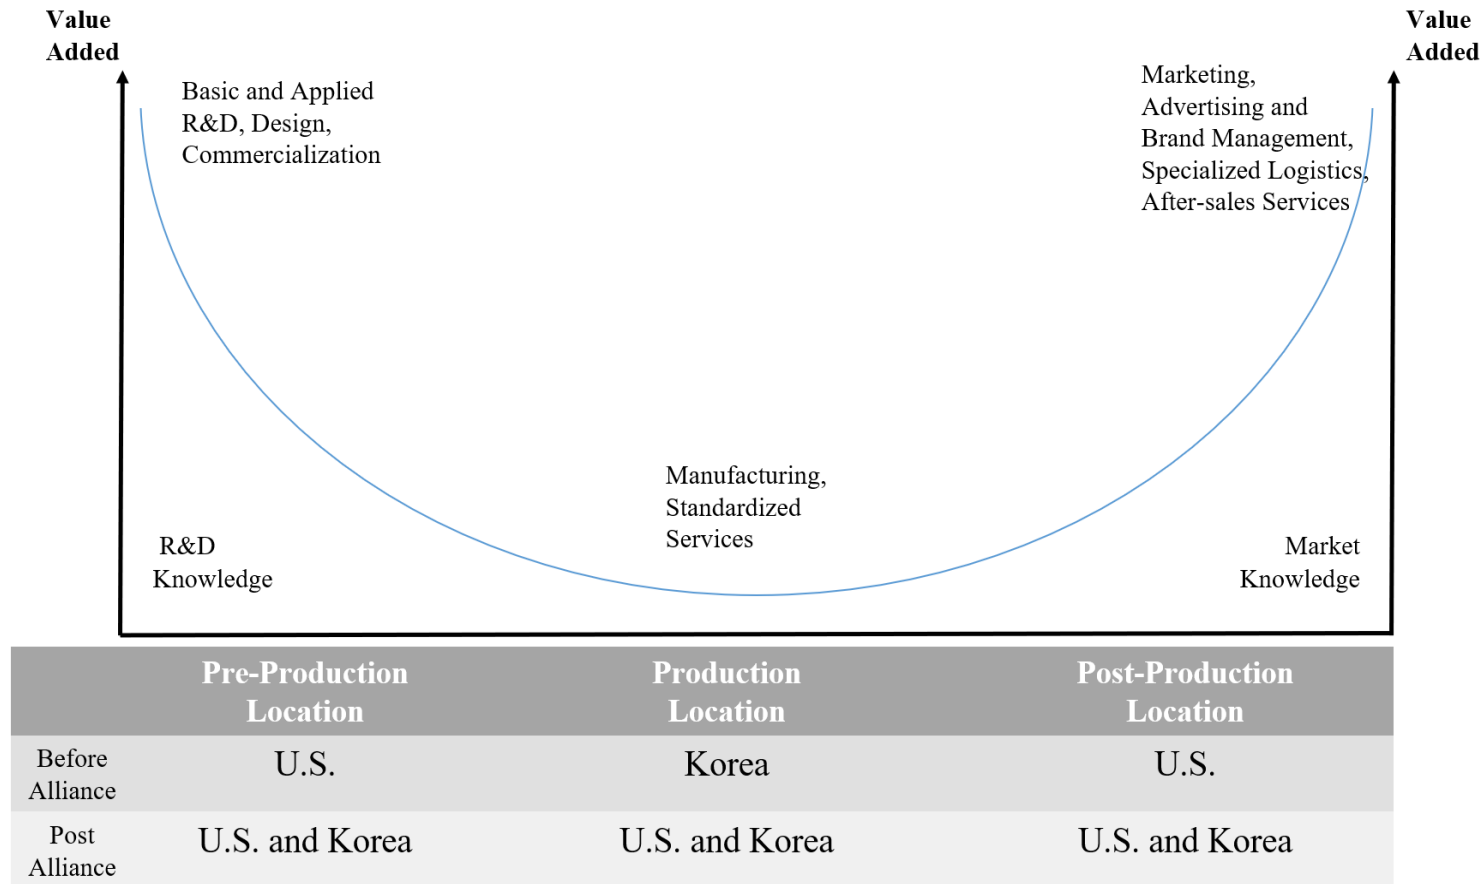 Value
Added
Value
Added
Basic and Applied
R&D, Design,
Commercialization
Marketing,
Advertising and
Brand Management,
Specialized Logistics,
After-sales Services
Manufacturing,
Standardized
Services
R&D
Knowledge
Market
Knowledge
Pre-Production
Location
Production
Location
Post-Production
Location
Before
Alliance
U.S.
Korea
U.S.
Post
Alliance
U.S. and Korea
U.S. and Korea
U.S. and Korea